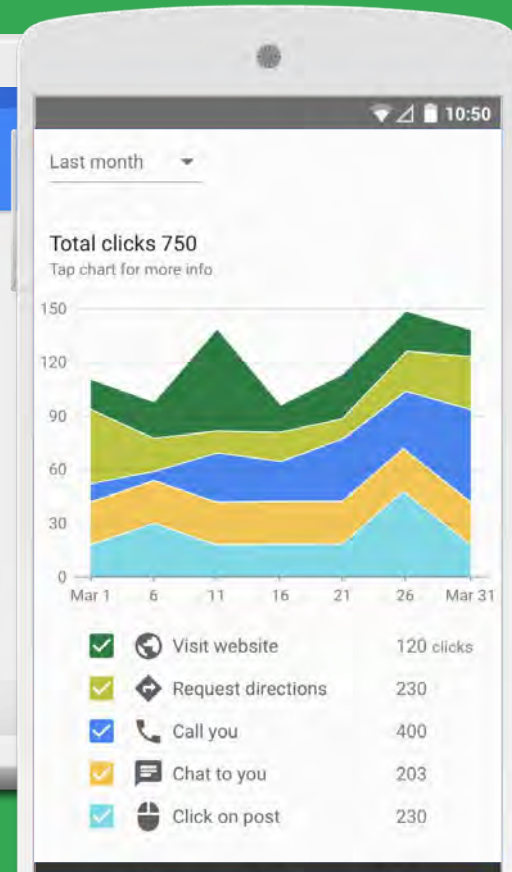 10:50
Last month
Total clicks 750
Tap chart for more info
150
120
90
60
30
0
Mar 1 6 11 16 21 26 Mar 31
Visit website 120 clicks
Request directions 230
Call you 400
Chat to you 203
Click on post 230